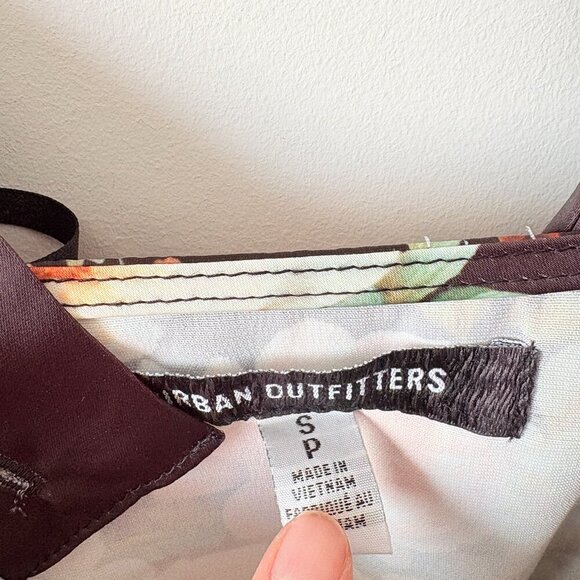 URBAN OUTFITTERS
S
P
MADE IN
VIETNAM
FABRIQUÉ AU